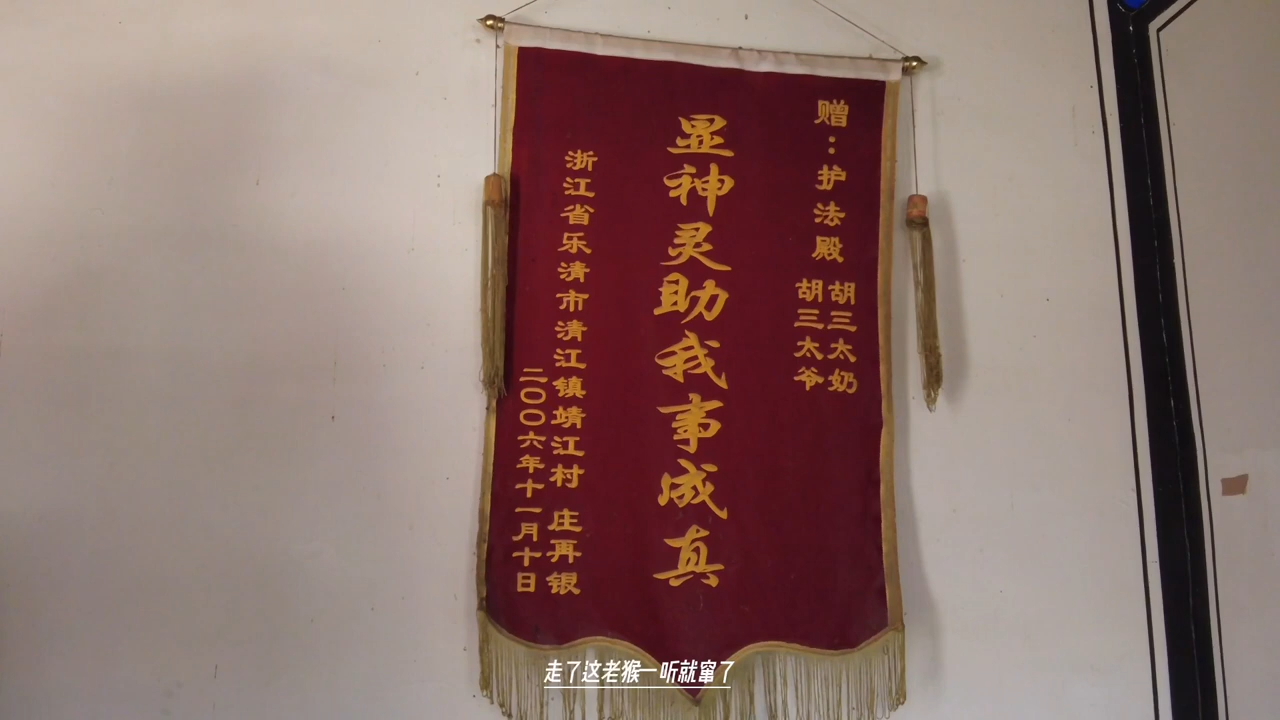 赠：护法殿
胡三太奶
胡三太爷
显神灵助我事成真
浙江省乐清市清江镇靖江村 庄再银
二〇〇六年十一月十日
走了这老猴一听就窜了